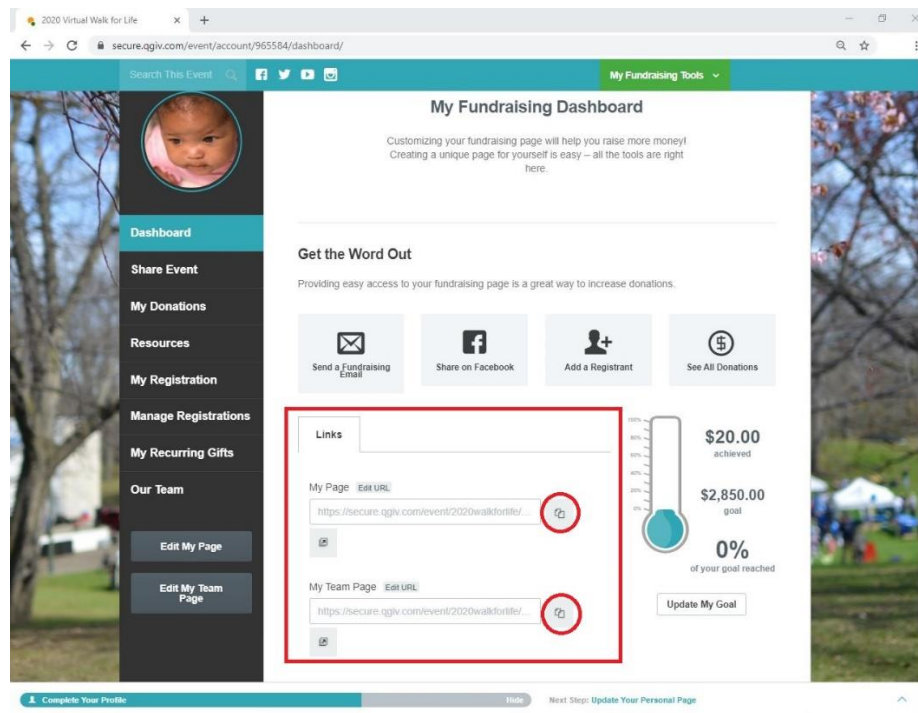 2020 Virtual Walk for Life
secure.qgiv.com/event/account/965584/dashboard/
Search This Event
My Fundraising Tools
My Fundraising Dashboard
Customizing your fundraising page will help you raise more money!
Creating a unique page for yourself is easy – all the tools are right
here.
Dashboard
Share Event
My Donations
Resources
My Registration
Manage Registrations
My Recurring Gifts
Our Team
Edit My Page
Edit My Team
Page
Get the Word Out
Providing easy access to your fundraising page is a great way to increase donations.
Send a Fundraising
Email
Share on Facebook
Add a Registrant
See All Donations
Links
My Page Edit URL
https://secure.qgiv.com/event/2020walkforlife/...
My Team Page Edit URL
https://secure.qgiv.com/event/2020walkforlife/...
100%
80%
60%
40%
20%
0%
$20.00
achieved
$2,850.00
goal
0%
of your goal reached
Update My Goal
Complete Your Profile
Hide
Next Step: Update Your Personal Page